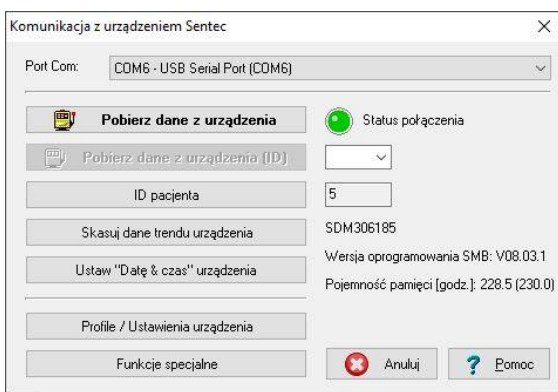 Komunikacja z urządzeniem Sentec
Port Com: COM6 - USB Serial Port (COM6)
Pobierz dane z urządzenia
Status połączenia
Pobierz dane z urządzenia (ID)
ID pacjenta
5
Skasuj dane trendu urządzenia
SDM306185
Wersja oprogramowania SMB: V08.03.1
Ustaw "Datę & czas" urządzenia
Pojemność pamięci [godz.]: 228.5 (230.0)
Profile / Ustawienia urządzenia
Funkcje specjalne
Anuluj
Pomoc